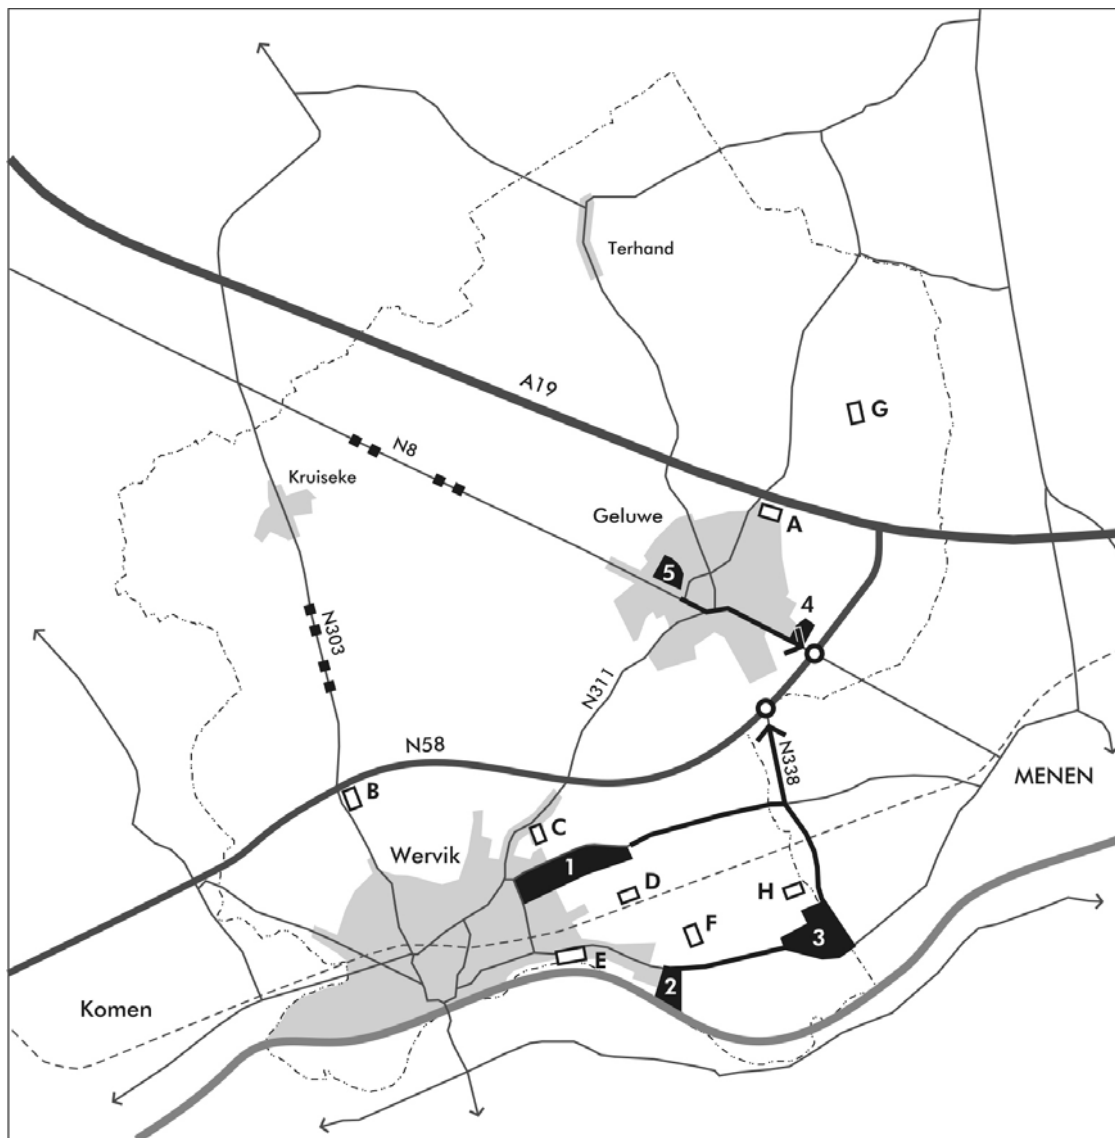 Terhand
A19
G
N8
Kruiseke
Geluwe
A
5
4
N303
N311
N58
N338
MENEN
B
C
Wervik
1
D
H
F
3
E
2
Komen